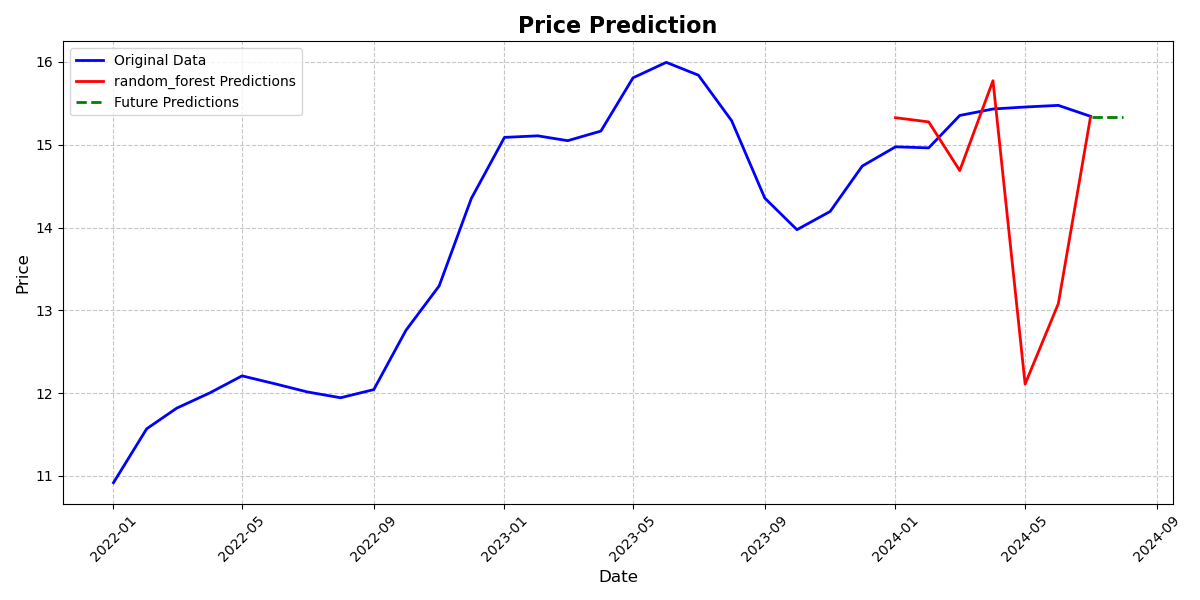 Price Prediction
Original Data
random_forest Predictions
Future Predictions
Price
16
15
14
13
12
11
2022-01
2022-05
2022-09
2023-01
2023-05
2023-09
2024-01
2024-05
2024-09
Date